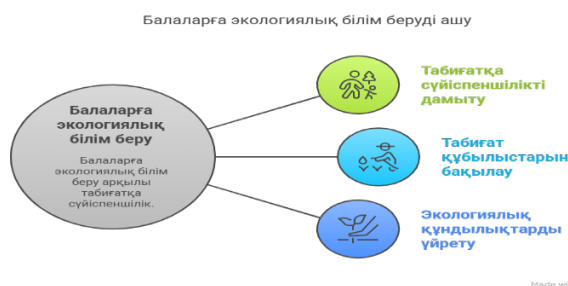 Балаларға экологиялық білім беруді ашу
Балаларға
экологиялық
білім беру
Балаларға
экологиялық білім
беру арқылы
табиғатқа
сүйіспеншілік.
Табиғатқа
сүйіспеншілікті
дамыту
Табиғат
құбылыстарын
бақылау
Экологиялық
құндылықтарды
үйрету
Made wi